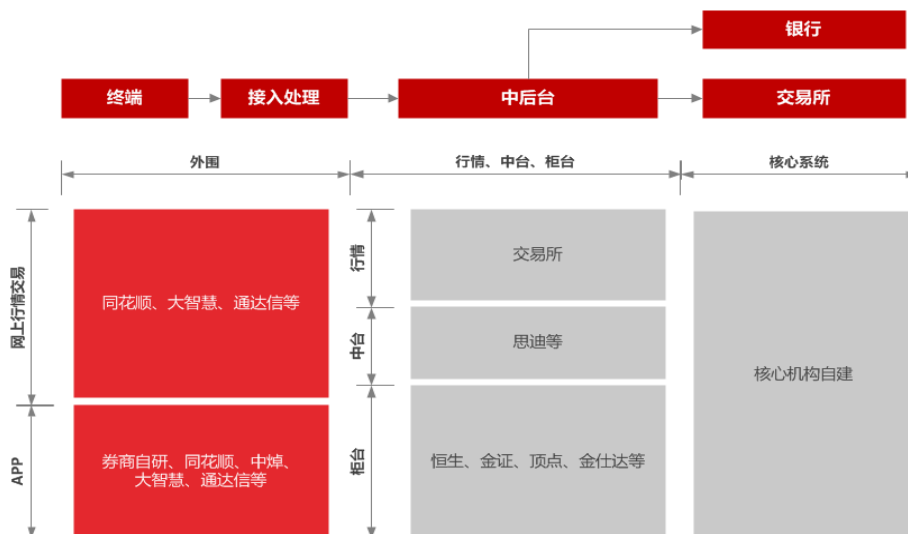 银行
终端
接入处理
中后台
交易所
外围
行情、中台、柜台
核心系统
网上行情交易
同花顺、大智慧、通达信等
行情
交易所
中台
思迪等
核心机构自建
APP
券商自研、同花顺、中焯、
大智慧、通达信等
柜台
恒生、金证、顶点、金仕达等